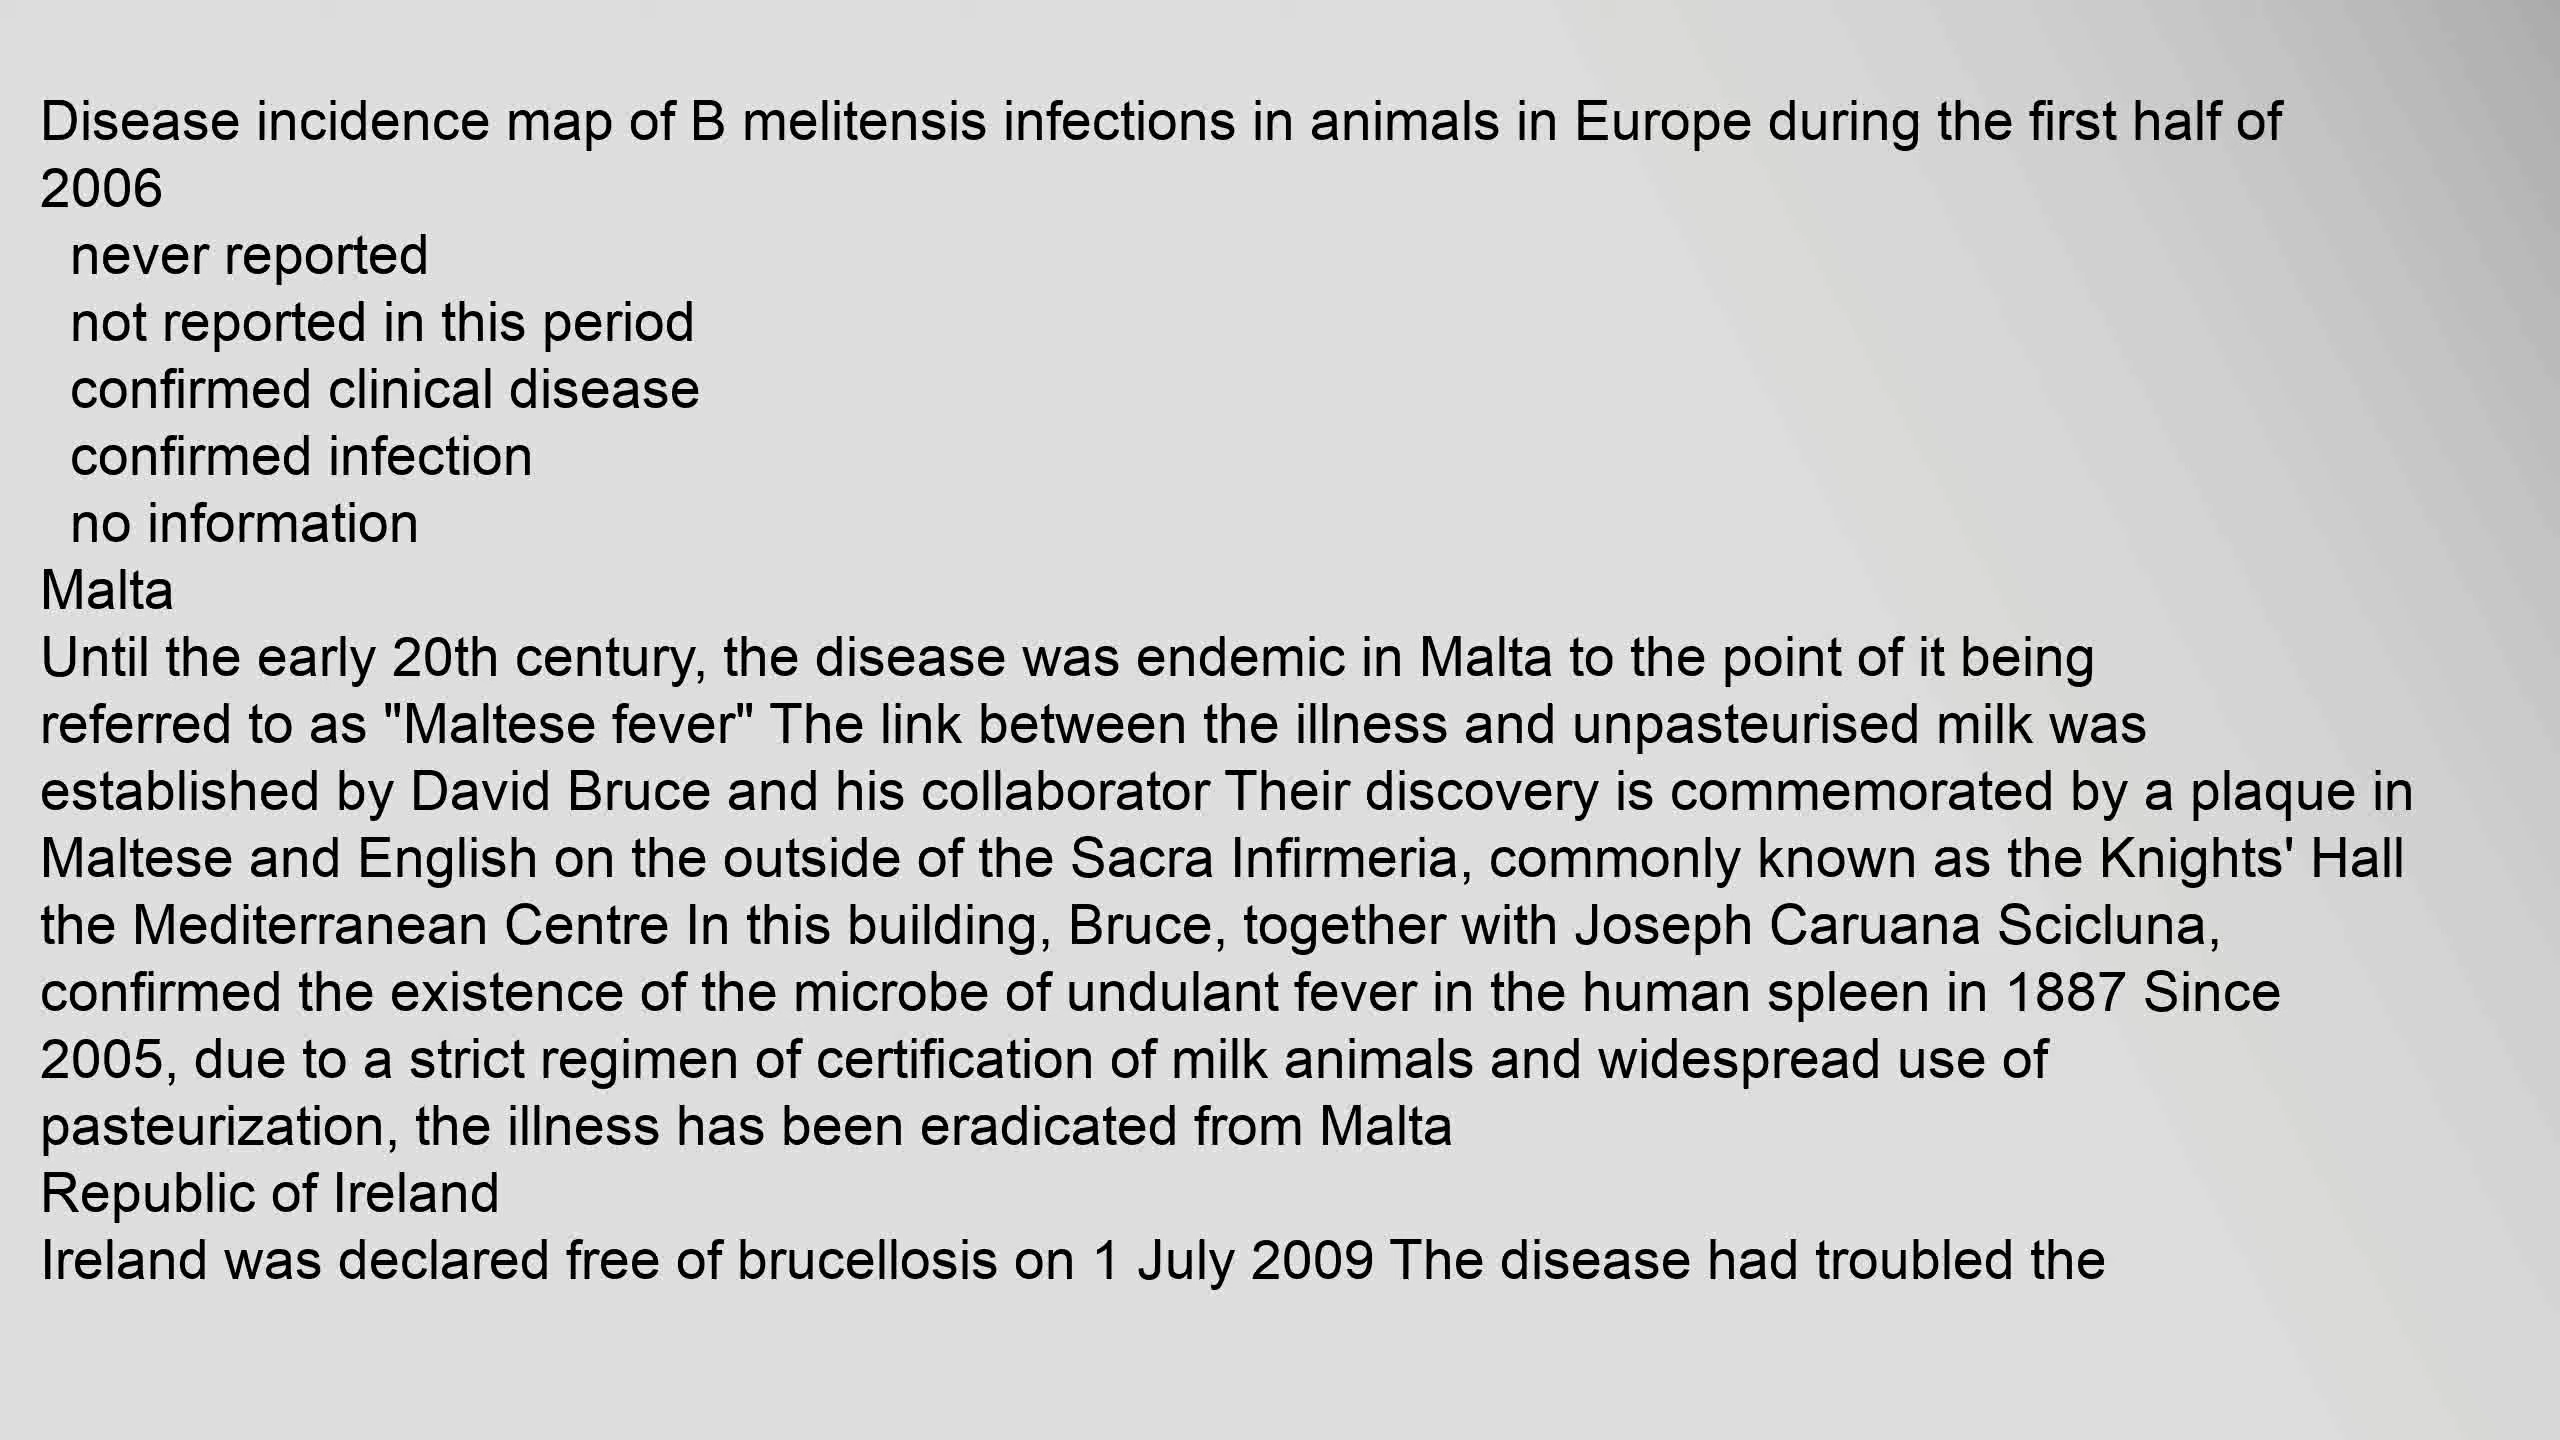 Disease incidence map of B melitensis infections in animals in Europe during the first half of
2006
never reported
not reported in this period
confirmed clinical disease
confirmed infection
no information
Malta
Until the early 20th century, the disease was endemic in Malta to the point of it being
referred to as "Maltese fever" The link between the illness and unpasteurised milk was
established by David Bruce and his collaborator Their discovery is commemorated by a plaque in
Maltese and English on the outside of the Sacra Infirmeria, commonly known as the Knights' Hall
the Mediterranean Centre In this building, Bruce, together with Joseph Caruana Scicluna,
confirmed the existence of the microbe of undulant fever in the human spleen in 1887 Since
2005, due to a strict regimen of certification of milk animals and widespread use of
pasteurization, the illness has been eradicated from Malta
Republic of Ireland
Ireland was declared free of brucellosis on 1 July 2009 The disease had troubled the